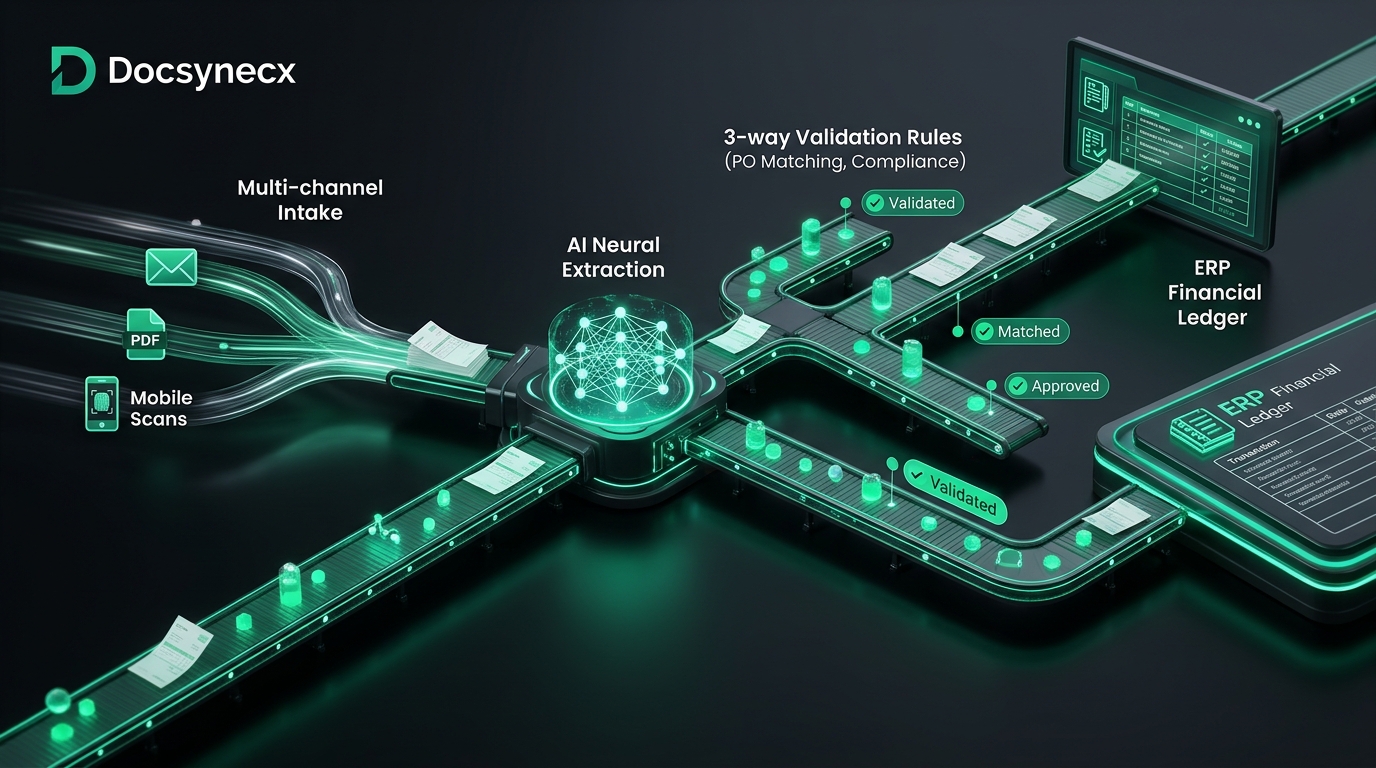 Docsynecx
Multi-channel
Intake
PDF
Mobile
Scans
AI Neural
Extraction
3-way Validation Rules
(PO Matching, Compliance)
Validated
Matched
Approved
Validated
ERP
Financial
Ledger
ERP Financial
Ledger